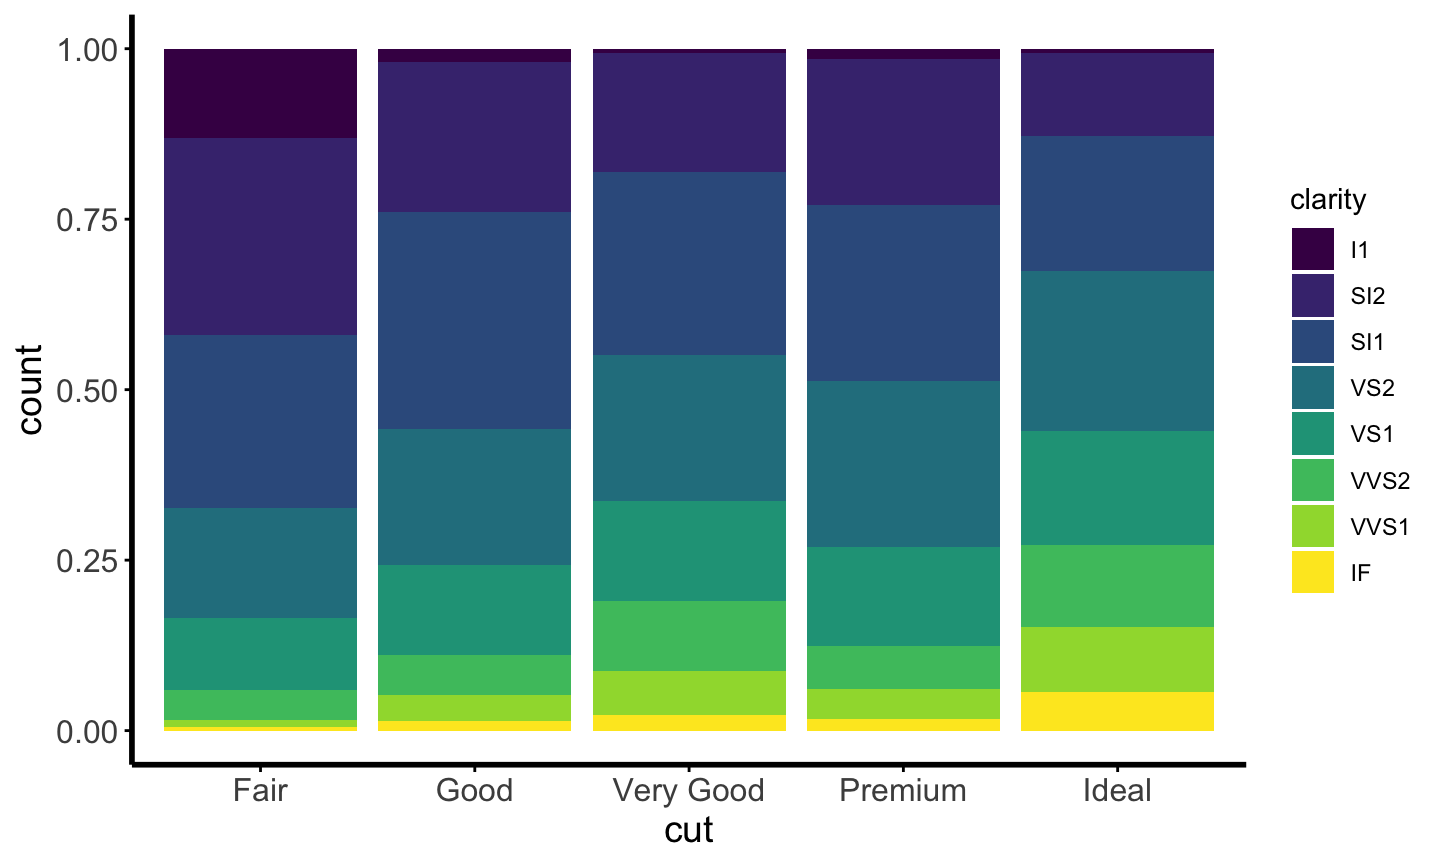 1.00
0.75
0.50
0.25
0.00
count
Fair Good Very Good Premium Ideal
cut
clarity
I1
SI2
SI1
VS2
VS1
VVS2
VVS1
IF